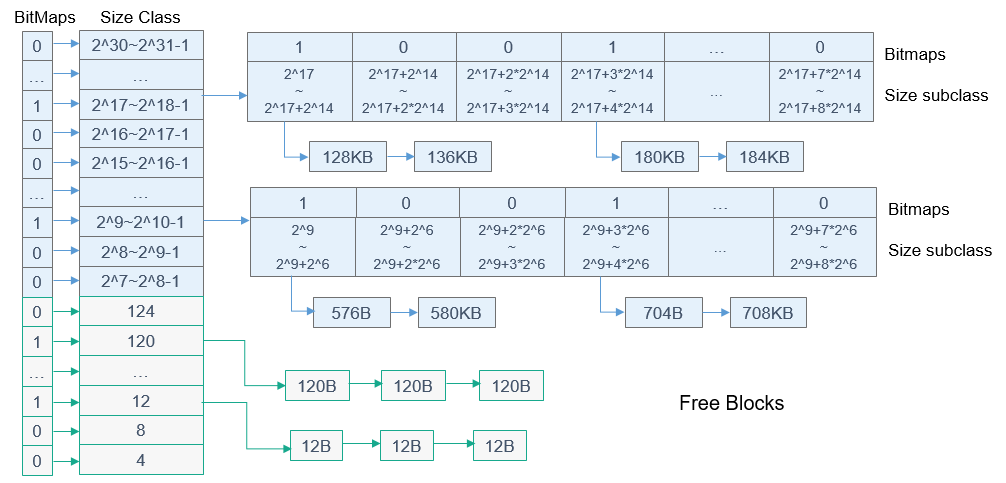 BitMaps Size Class
0 2^30~2^31-1
... ...
1 2^17~2^18-1
0 2^16~2^17-1
0 2^15~2^16-1
... ...
1 2^9~2^10-1
0 2^8~2^9-1
0 2^7~2^8-1
0 124
1 120
... ...
1 12
0 8
0 4
1 0 0 1 ... 0 Bitmaps
2^17 2^17+2^14 2^17+2*2^14 2^17+3*2^14 2^17+7*2^14
~ ~ ~ ~ ... ~ Size subclass
2^17+2^14 2^17+2*2^14 2^17+3*2^14 2^17+4*2^14 2^17+8*2^14
128KB 136KB 180KB 184KB
1 0 0 1 ... 0 Bitmaps
2^9 2^9+2^6 2^9+2*2^6 2^9+3*2^6 2^9+7*2^6
~ ~ ~ ~ ... ~ Size subclass
2^9+2^6 2^9+2*2^6 2^9+3*2^6 2^9+4*2^6 2^9+8*2^6
576B 580KB 704B 708KB
120B 120B 120B
Free Blocks
12B 12B 12B